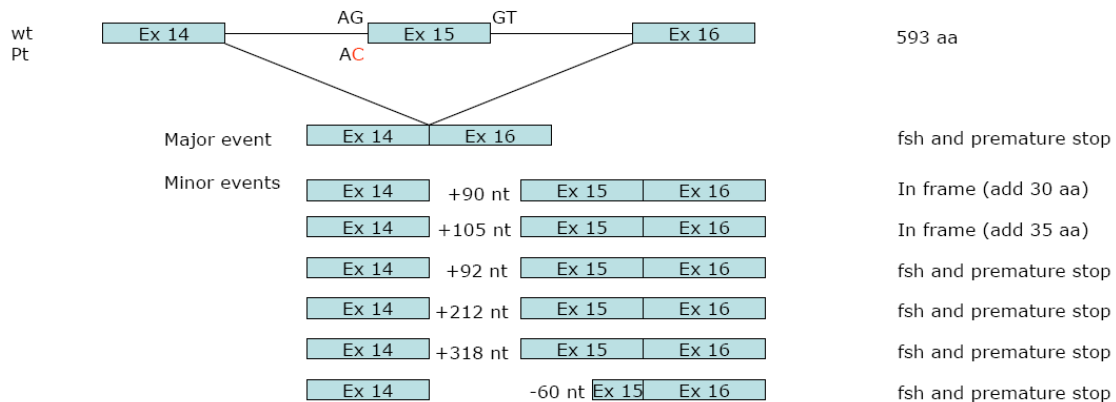 AG GT
wt Ex 14 Ex 15 Ex 16 593 aa
Pt AC
Major event Ex 14 Ex 16 fsh and premature stop
Minor events Ex 14 +90 nt Ex 15 Ex 16 In frame (add 30 aa)
Ex 14 +105 nt Ex 15 Ex 16 In frame (add 35 aa)
Ex 14 +92 nt Ex 15 Ex 16 fsh and premature stop
Ex 14 +212 nt Ex 15 Ex 16 fsh and premature stop
Ex 14 +318 nt Ex 15 Ex 16 fsh and premature stop
Ex 14 -60 nt Ex 15 Ex 16 fsh and premature stop